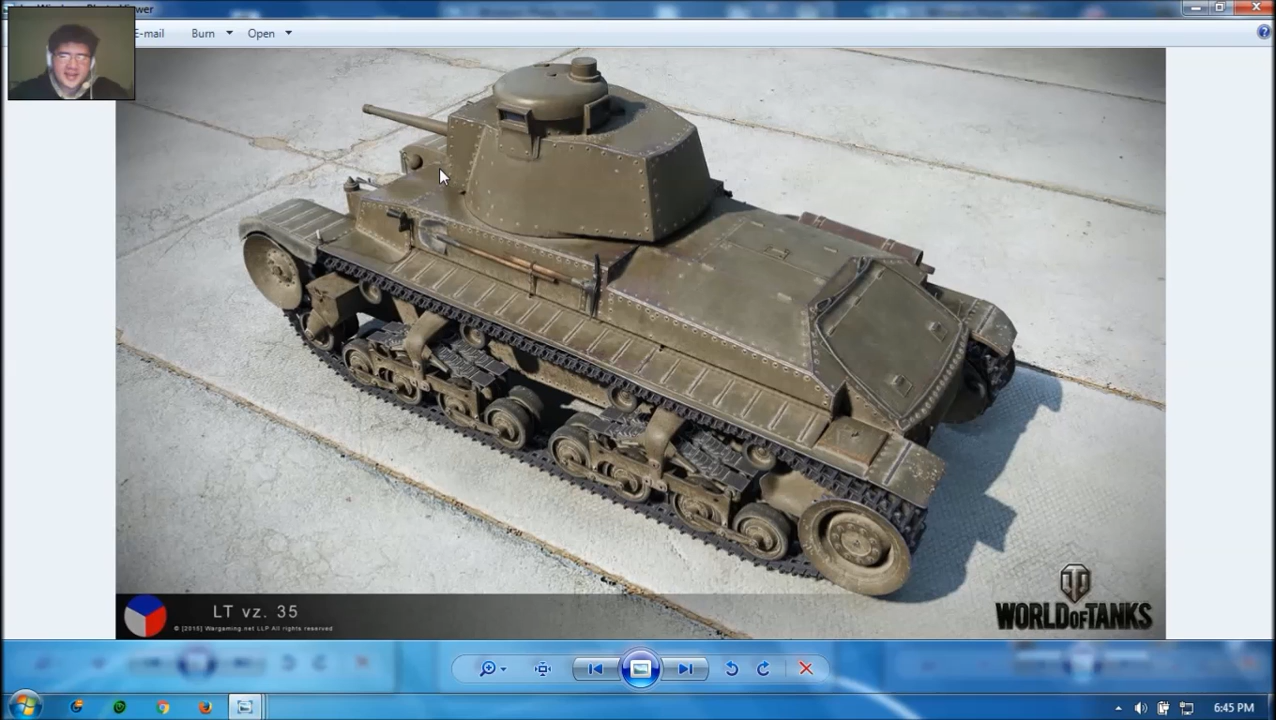 E-mail Burn Open
LT vz. 35
© [2015] Wargaming.net LLP All rights reserved
WORLD OF TANKS
6:45 PM